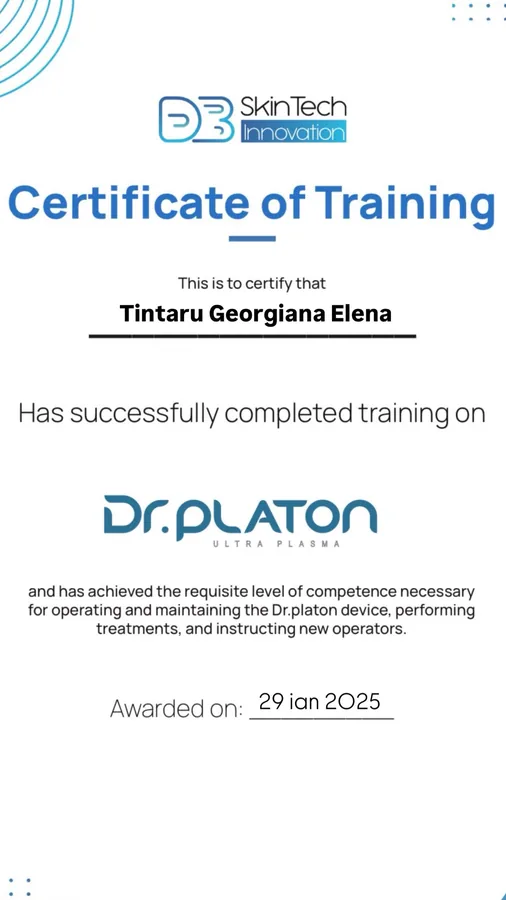 DB SkinTech
Innovation
Certificate of Training
This is to certify that
Tintaru Georgiana Elena
Has successfully completed training on
Dr.PLATON
ULTRA PLASMA
and has achieved the requisite level of competence necessary
for operating and maintaining the Dr.platon device, performing
treatments, and instructing new operators.
Awarded on: 29 ian 2025